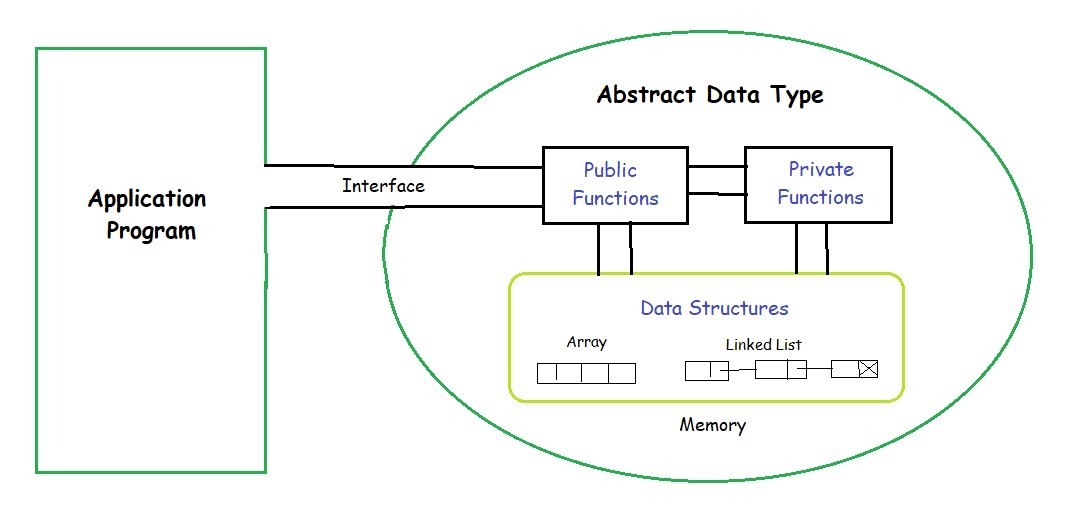 Abstract Data Type
Application
Program
Interface
Public
Functions
Private
Functions
Data Structures
Array
Linked List
Memory